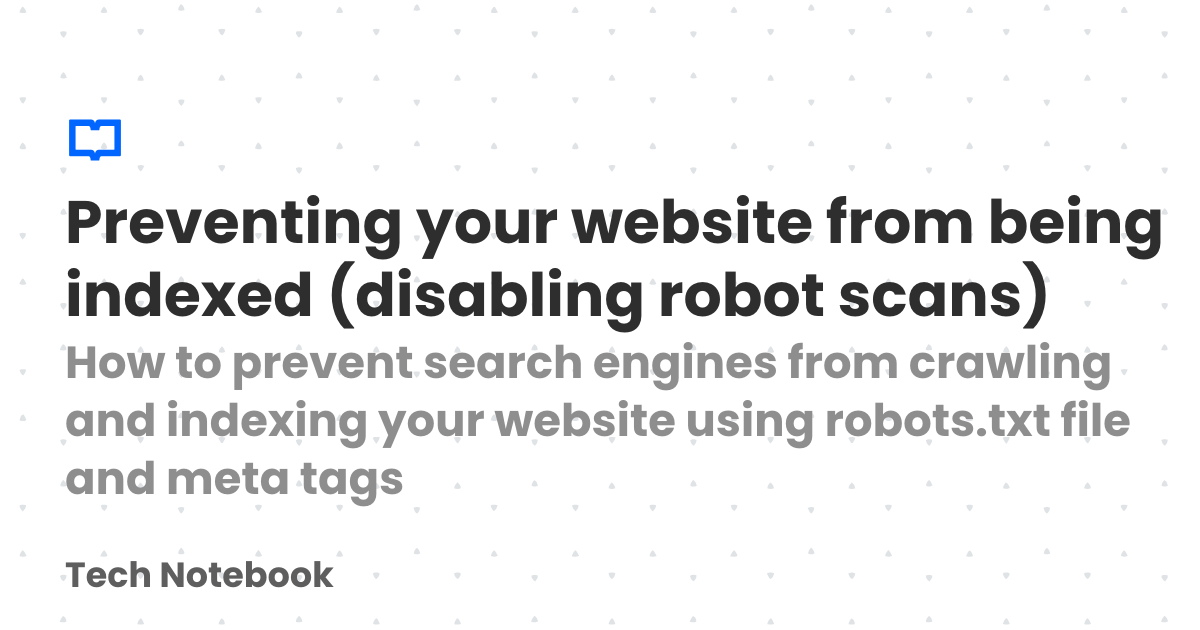 Preventing your website from being
indexed (disabling robot scans)
How to prevent search engines from crawling
and indexing your website using robots.txt file
and meta tags
Tech Notebook